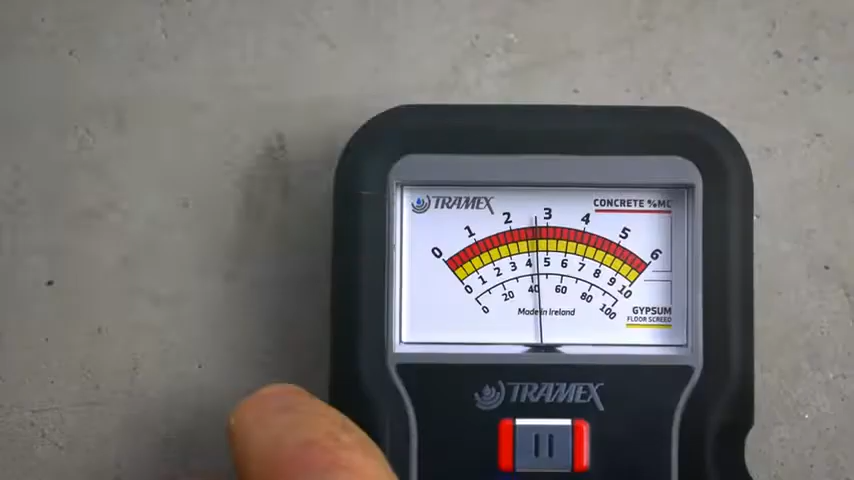 TRAMEX
CONCRETE %MC
0 1 2 3 4 5 6
0 1 2 3 4 5 6 7 8 9 10
0 20 40 60 80 100
Made in Ireland
GYPSUM
FLOOR SCREED
TRAMEX